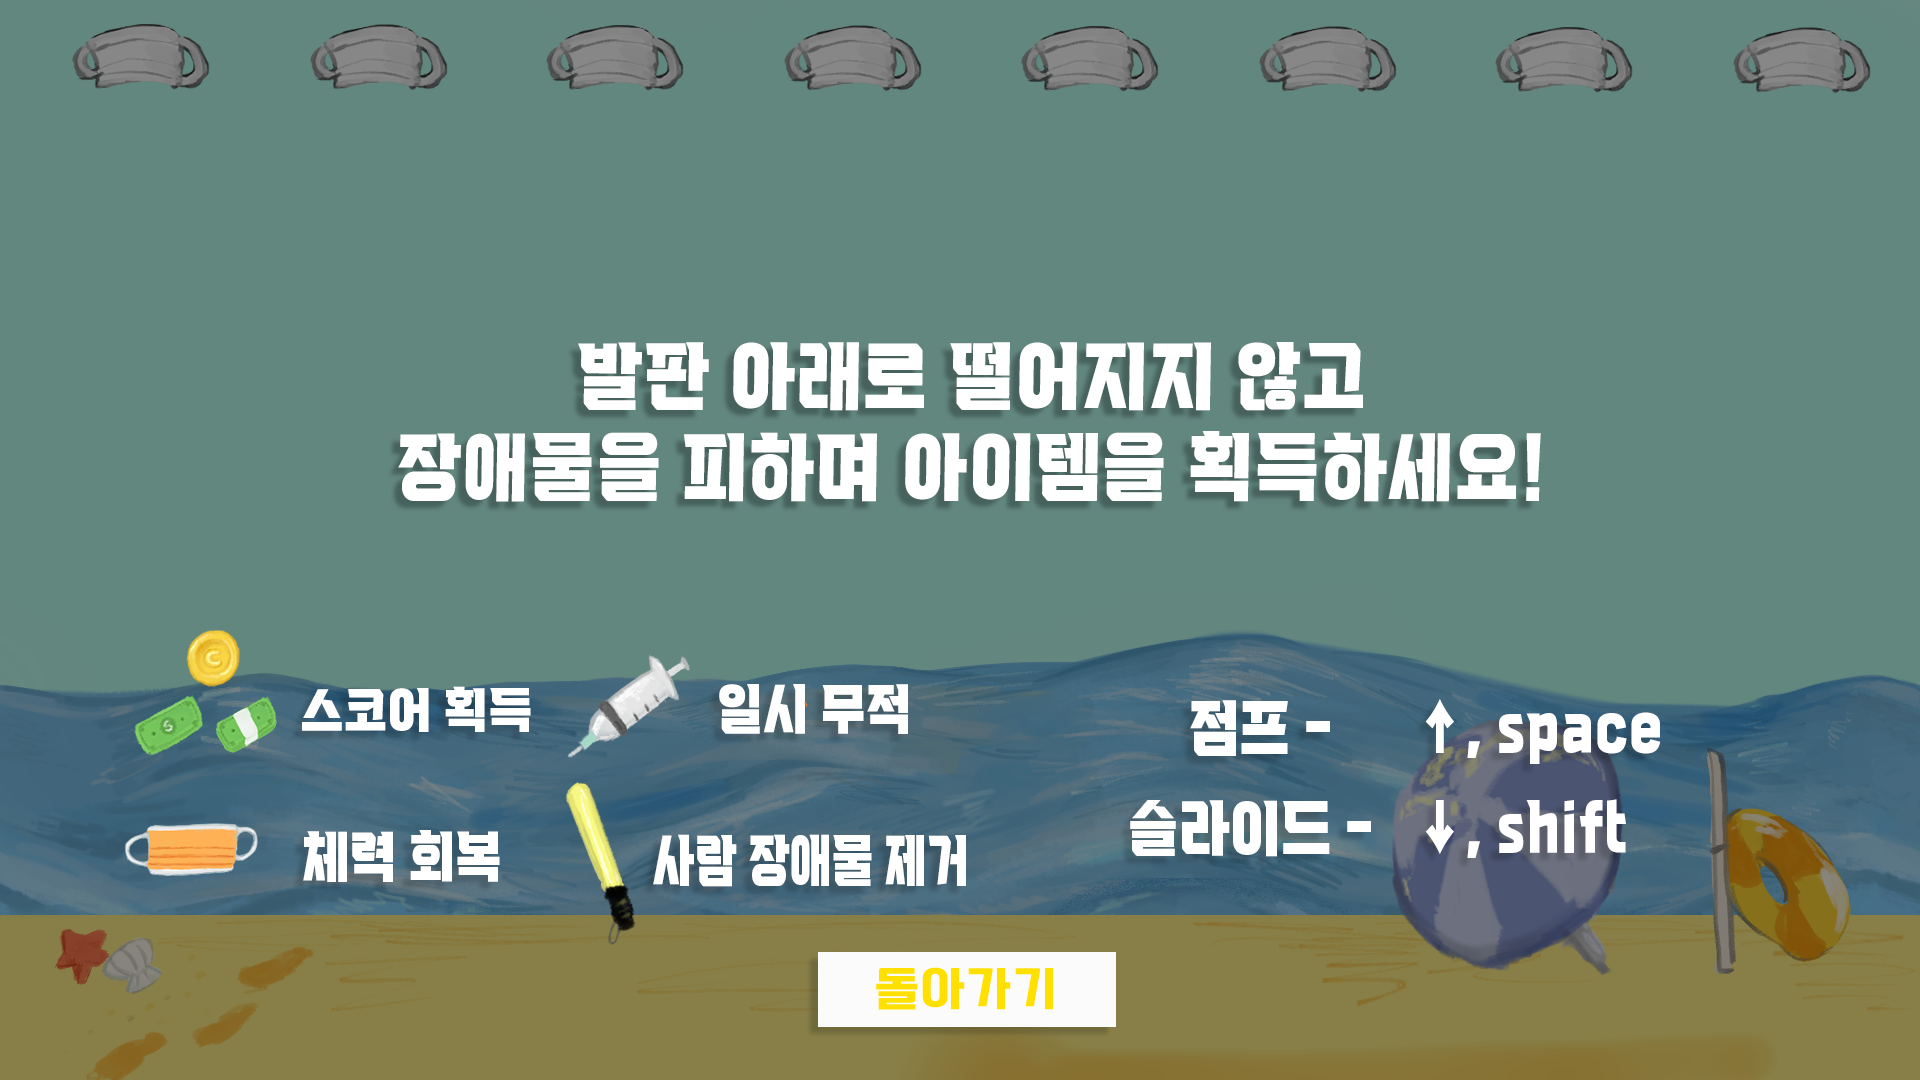 발판 아래로 떨어지지 않고
장애물을 피하며 아이템을 획득하세요!
스코어 획득
일시 무적
체력 회복
사람 장애물 제거
점프 - ↑, space
슬라이드 - ↓, shift
돌아가기